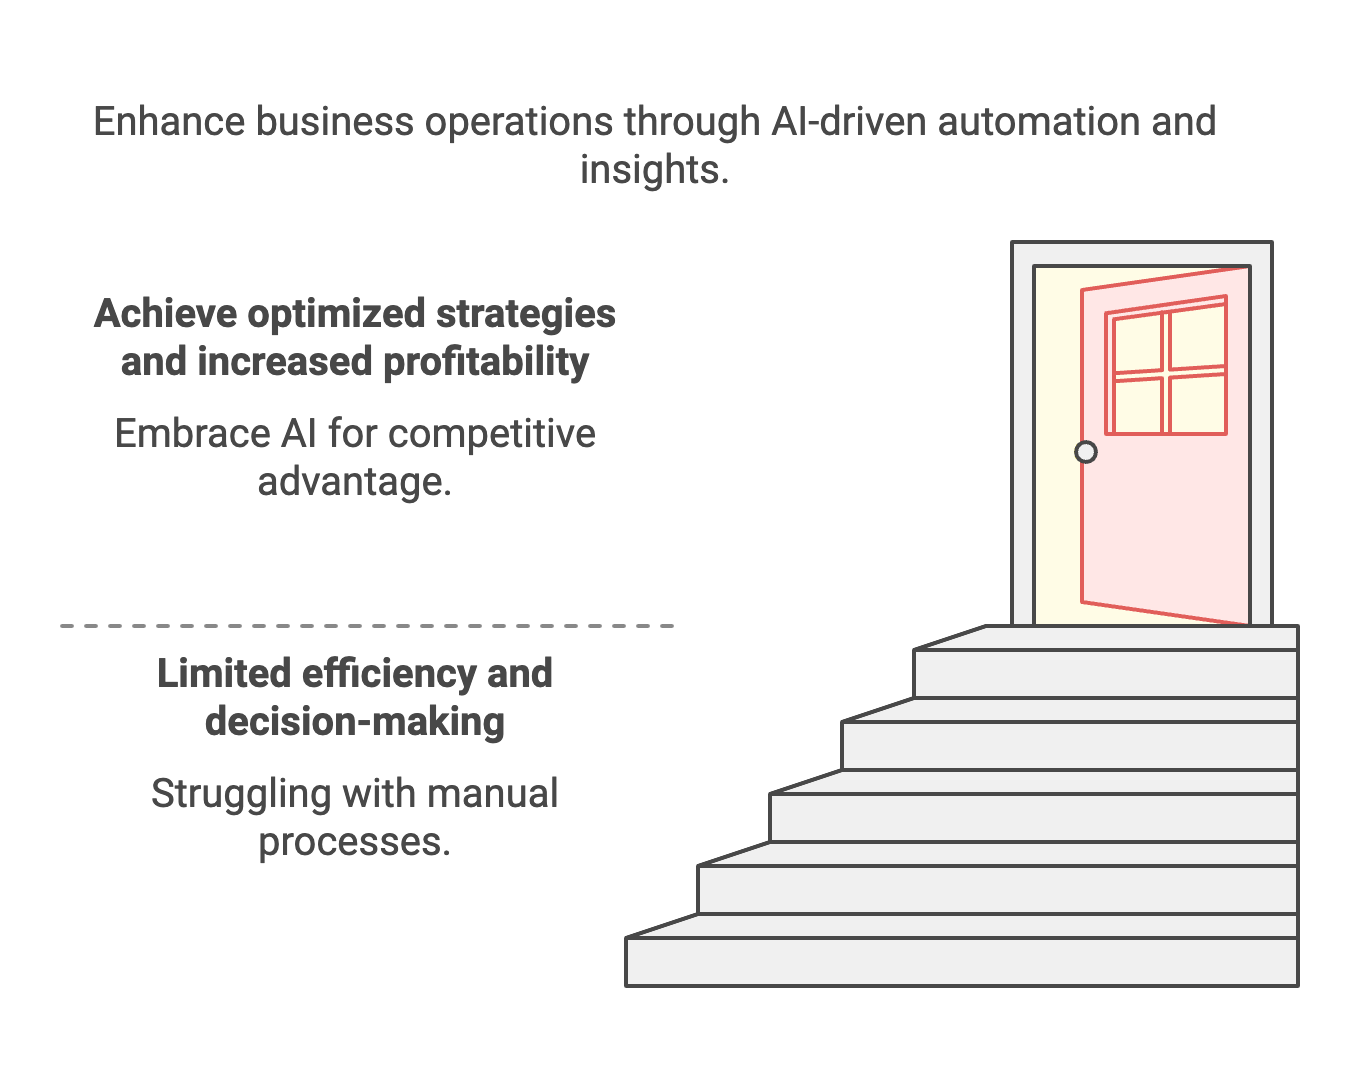 Enhance business operations through AI-driven automation and
insights.
Achieve optimized strategies
and increased profitability
Embrace AI for competitive
advantage.
Limited efficiency and
decision-making
Struggling with manual
processes.